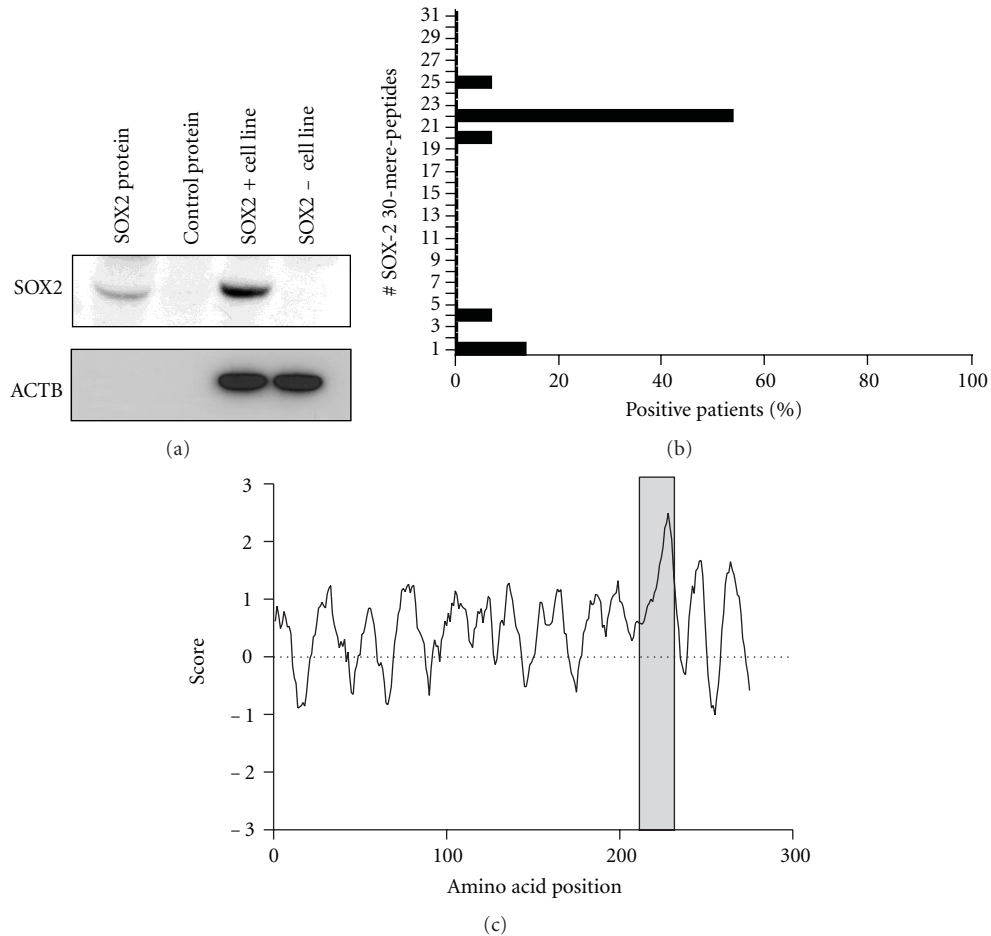 SOX2 protein
Control protein
SOX2 + cell line
SOX2 − cell line
SOX2
ACTB
(a)
# SOX-2 30-mere-peptides
31
29
27
25
23
21
19
17
15
13
11
9
7
5
3
1
0
20
40
60
80
100
Positive patients (%)
(b)
Score
3
2
1
0
−1
−2
−3
0
100
200
300
Amino acid position
(c)